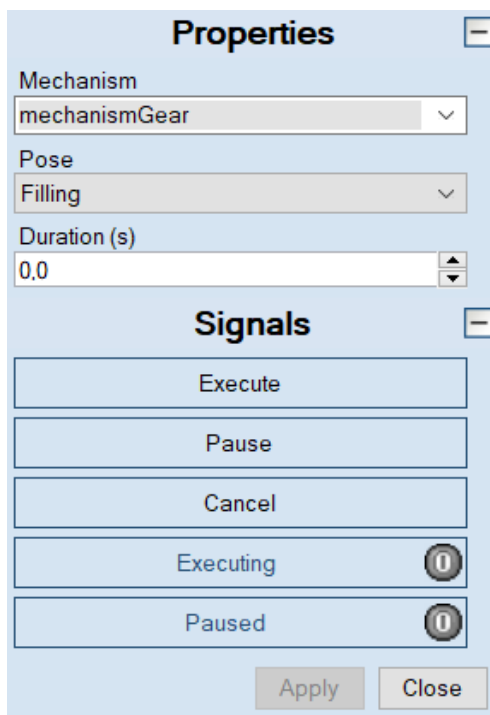 Properties
Mechanism
mechanismGear
Pose
Filling
Duration (s)
0,0
Signals
Execute
Pause
Cancel
Executing 0
Paused 0
Apply Close